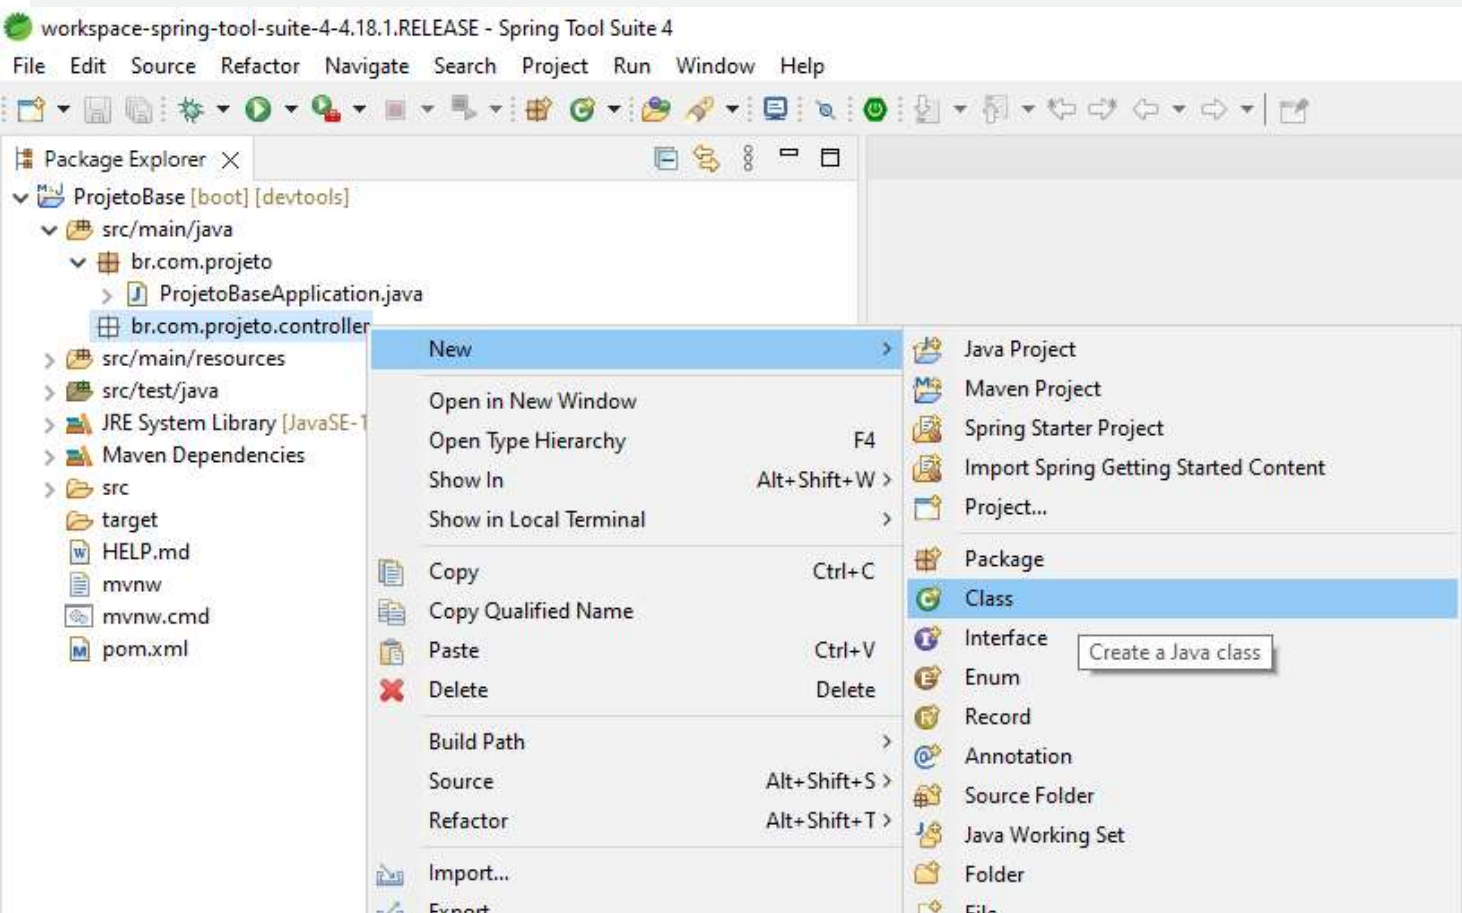 workspace-spring-tool-suite-4-4.18.1.RELEASE - Spring Tool Suite 4
File Edit Source Refactor Navigate Search Project Run Window Help
Package Explorer
ProjetoBase [boot] [devtools]
src/main/java
br.com.projeto
ProjetoBaseApplication.java
br.com.projeto.controller
src/main/resources
src/test/java
JRE System Library [JavaSE-1
Maven Dependencies
src
target
HELP.md
mvnw
mvnw.cmd
pom.xml
New
Open in New Window
Open Type Hierarchy F4
Show In Alt+Shift+W >
Show in Local Terminal >
Copy Ctrl+C
Copy Qualified Name
Paste Ctrl+V
Delete Delete
Build Path >
Source Alt+Shift+S >
Refactor Alt+Shift+T >
Import...
Export
Java Project
Maven Project
Spring Starter Project
Import Spring Getting Started Content
Project...
Package
Class
Interface
Create a Java class
Enum
Record
Annotation
Source Folder
Java Working Set
Folder
File